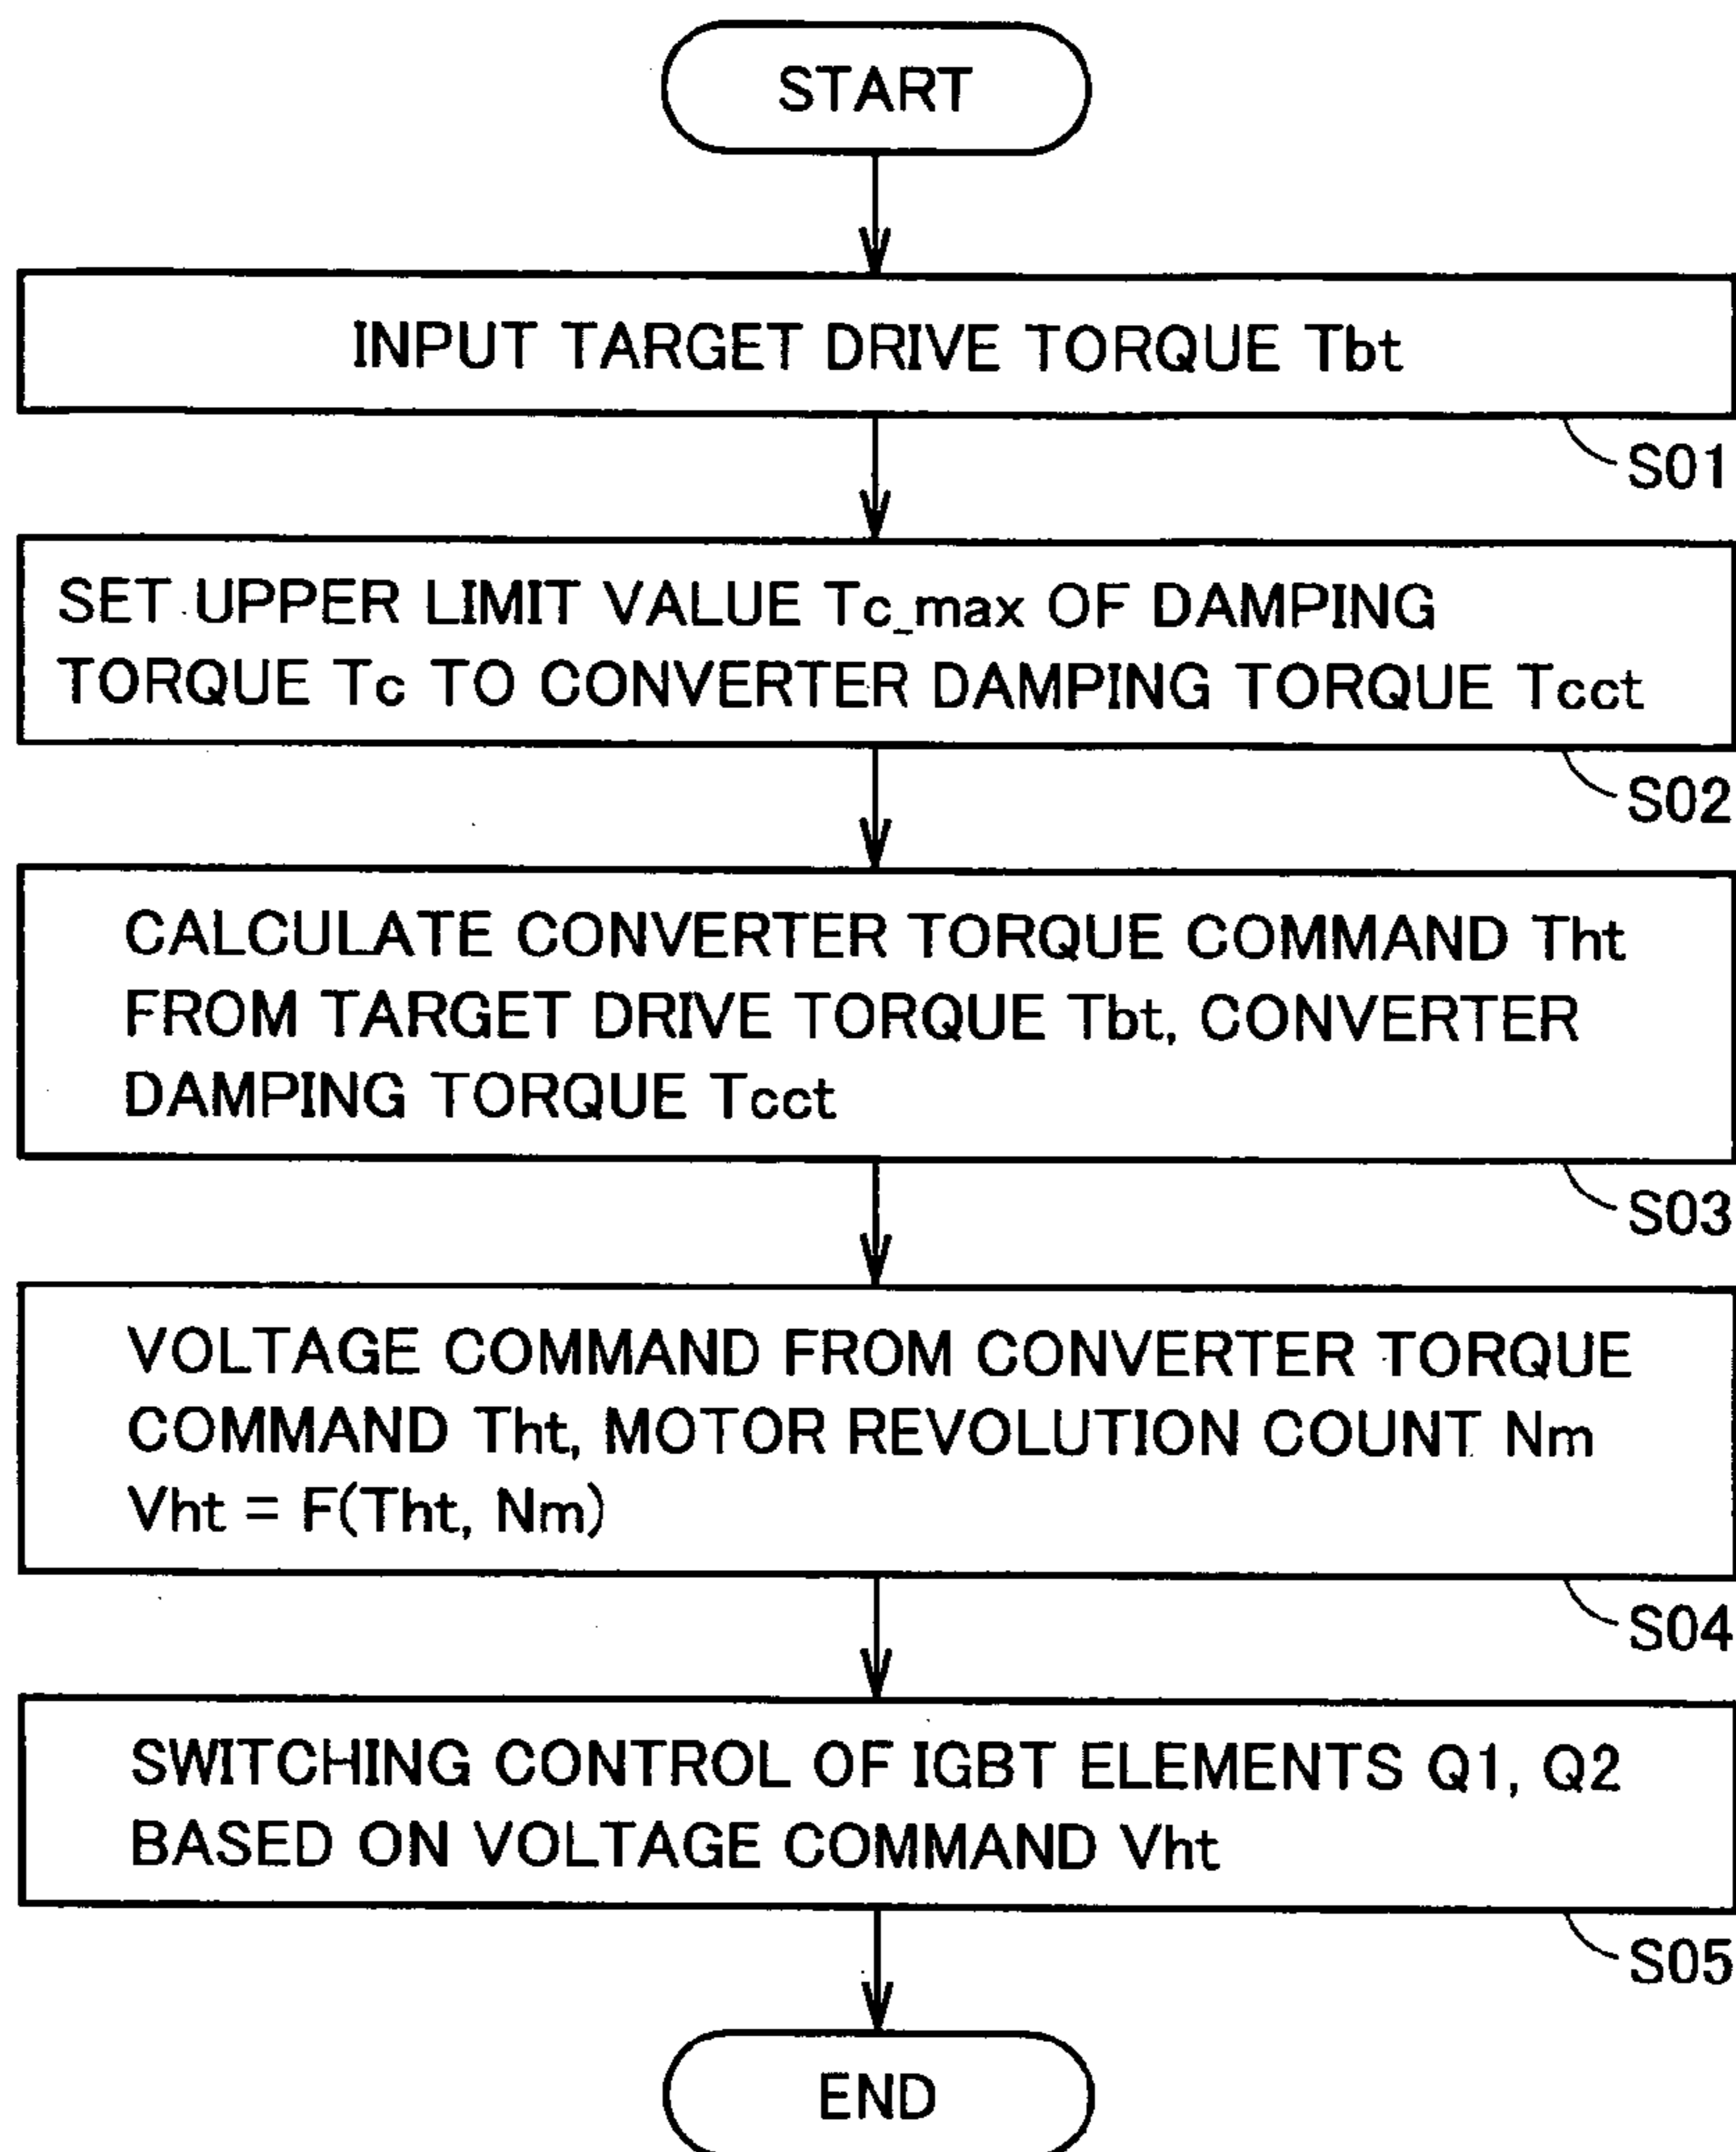 START
INPUT TARGET DRIVE TORQUE Tbt
S01
SET UPPER LIMIT VALUE Tc_max OF DAMPING
TORQUE Tc TO CONVERTER DAMPING TORQUE Tcct
S02
CALCULATE CONVERTER TORQUE COMMAND Tht
FROM TARGET DRIVE TORQUE Tbt, CONVERTER
DAMPING TORQUE Tcct
S03
VOLTAGE COMMAND FROM CONVERTER TORQUE
COMMAND Tht, MOTOR REVOLUTION COUNT Nm
Vht = F(Tht, Nm)
S04
SWITCHING CONTROL OF IGBT ELEMENTS Q1, Q2
BASED ON VOLTAGE COMMAND Vht
S05
END